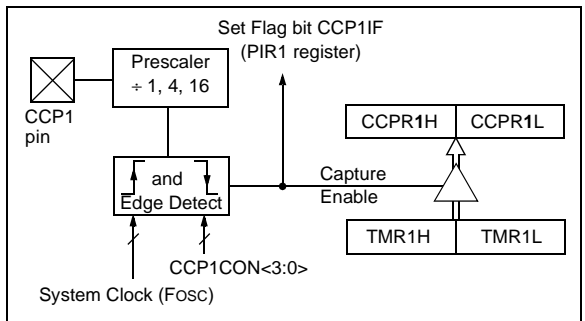 Set Flag bit CCP1IF
(PIR1 register)
Prescaler
÷ 1, 4, 16
CCP1
pin
CCPR1H
CCPR1L
and
Edge Detect
Capture
Enable
TMR1H
TMR1L
CCP1CON<3:0>
System Clock (FOSC)